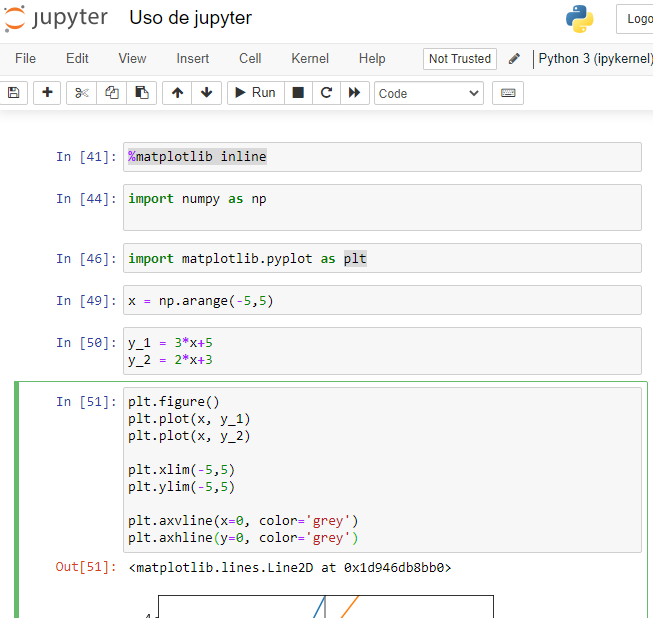 jupyter Uso de jupyter
Logo
File Edit View Insert Cell Kernel Help Not Trusted Python 3 (ipykernel)
Run Code
In [41]: %matplotlib inline
In [44]: import numpy as np
In [46]: import matplotlib.pyplot as plt
In [49]: x = np.arange(-5,5)
In [50]: y_1 = 3*x+5
y_2 = 2*x+3
In [51]: plt.figure()
plt.plot(x, y_1)
plt.plot(x, y_2)
plt.xlim(-5,5)
plt.ylim(-5,5)
plt.axvline(x=0, color='grey')
plt.axhline(y=0, color='grey')
Out[51]: <matplotlib.lines.Line2D at 0x1d946db8bb0>
4